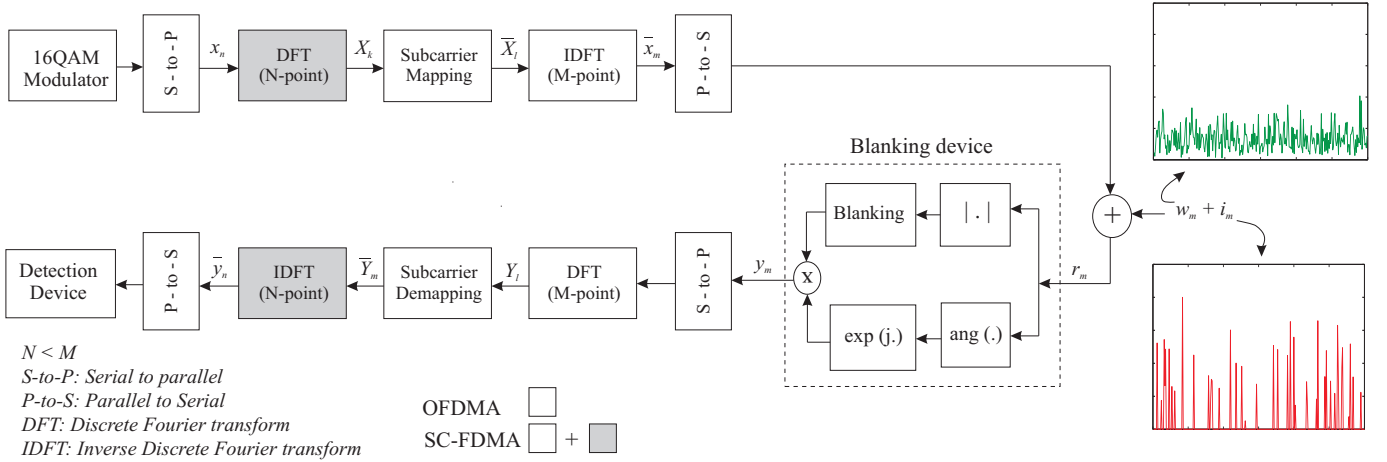 16QAM
Modulator
S - to - P
x_n
DFT
(N-point)
X_k
Subcarrier
Mapping
X̅_l
IDFT
(M-point)
x̅_m
P - to - S
Blanking device
Blanking
| . |
+
w_m + i_m
r_m
exp (j.)
ang (.)
x
y_m
S - to - P
DFT
(M-point)
Y_l
Subcarrier
Demapping
Y̅_m
IDFT
(N-point)
y̅_n
P - to - S
Detection
Device
N < M
S-to-P: Serial to parallel
P-to-S: Parallel to Serial
DFT: Discrete Fourier transform
IDFT: Inverse Discrete Fourier transform
OFDMA
SC-FDMA +